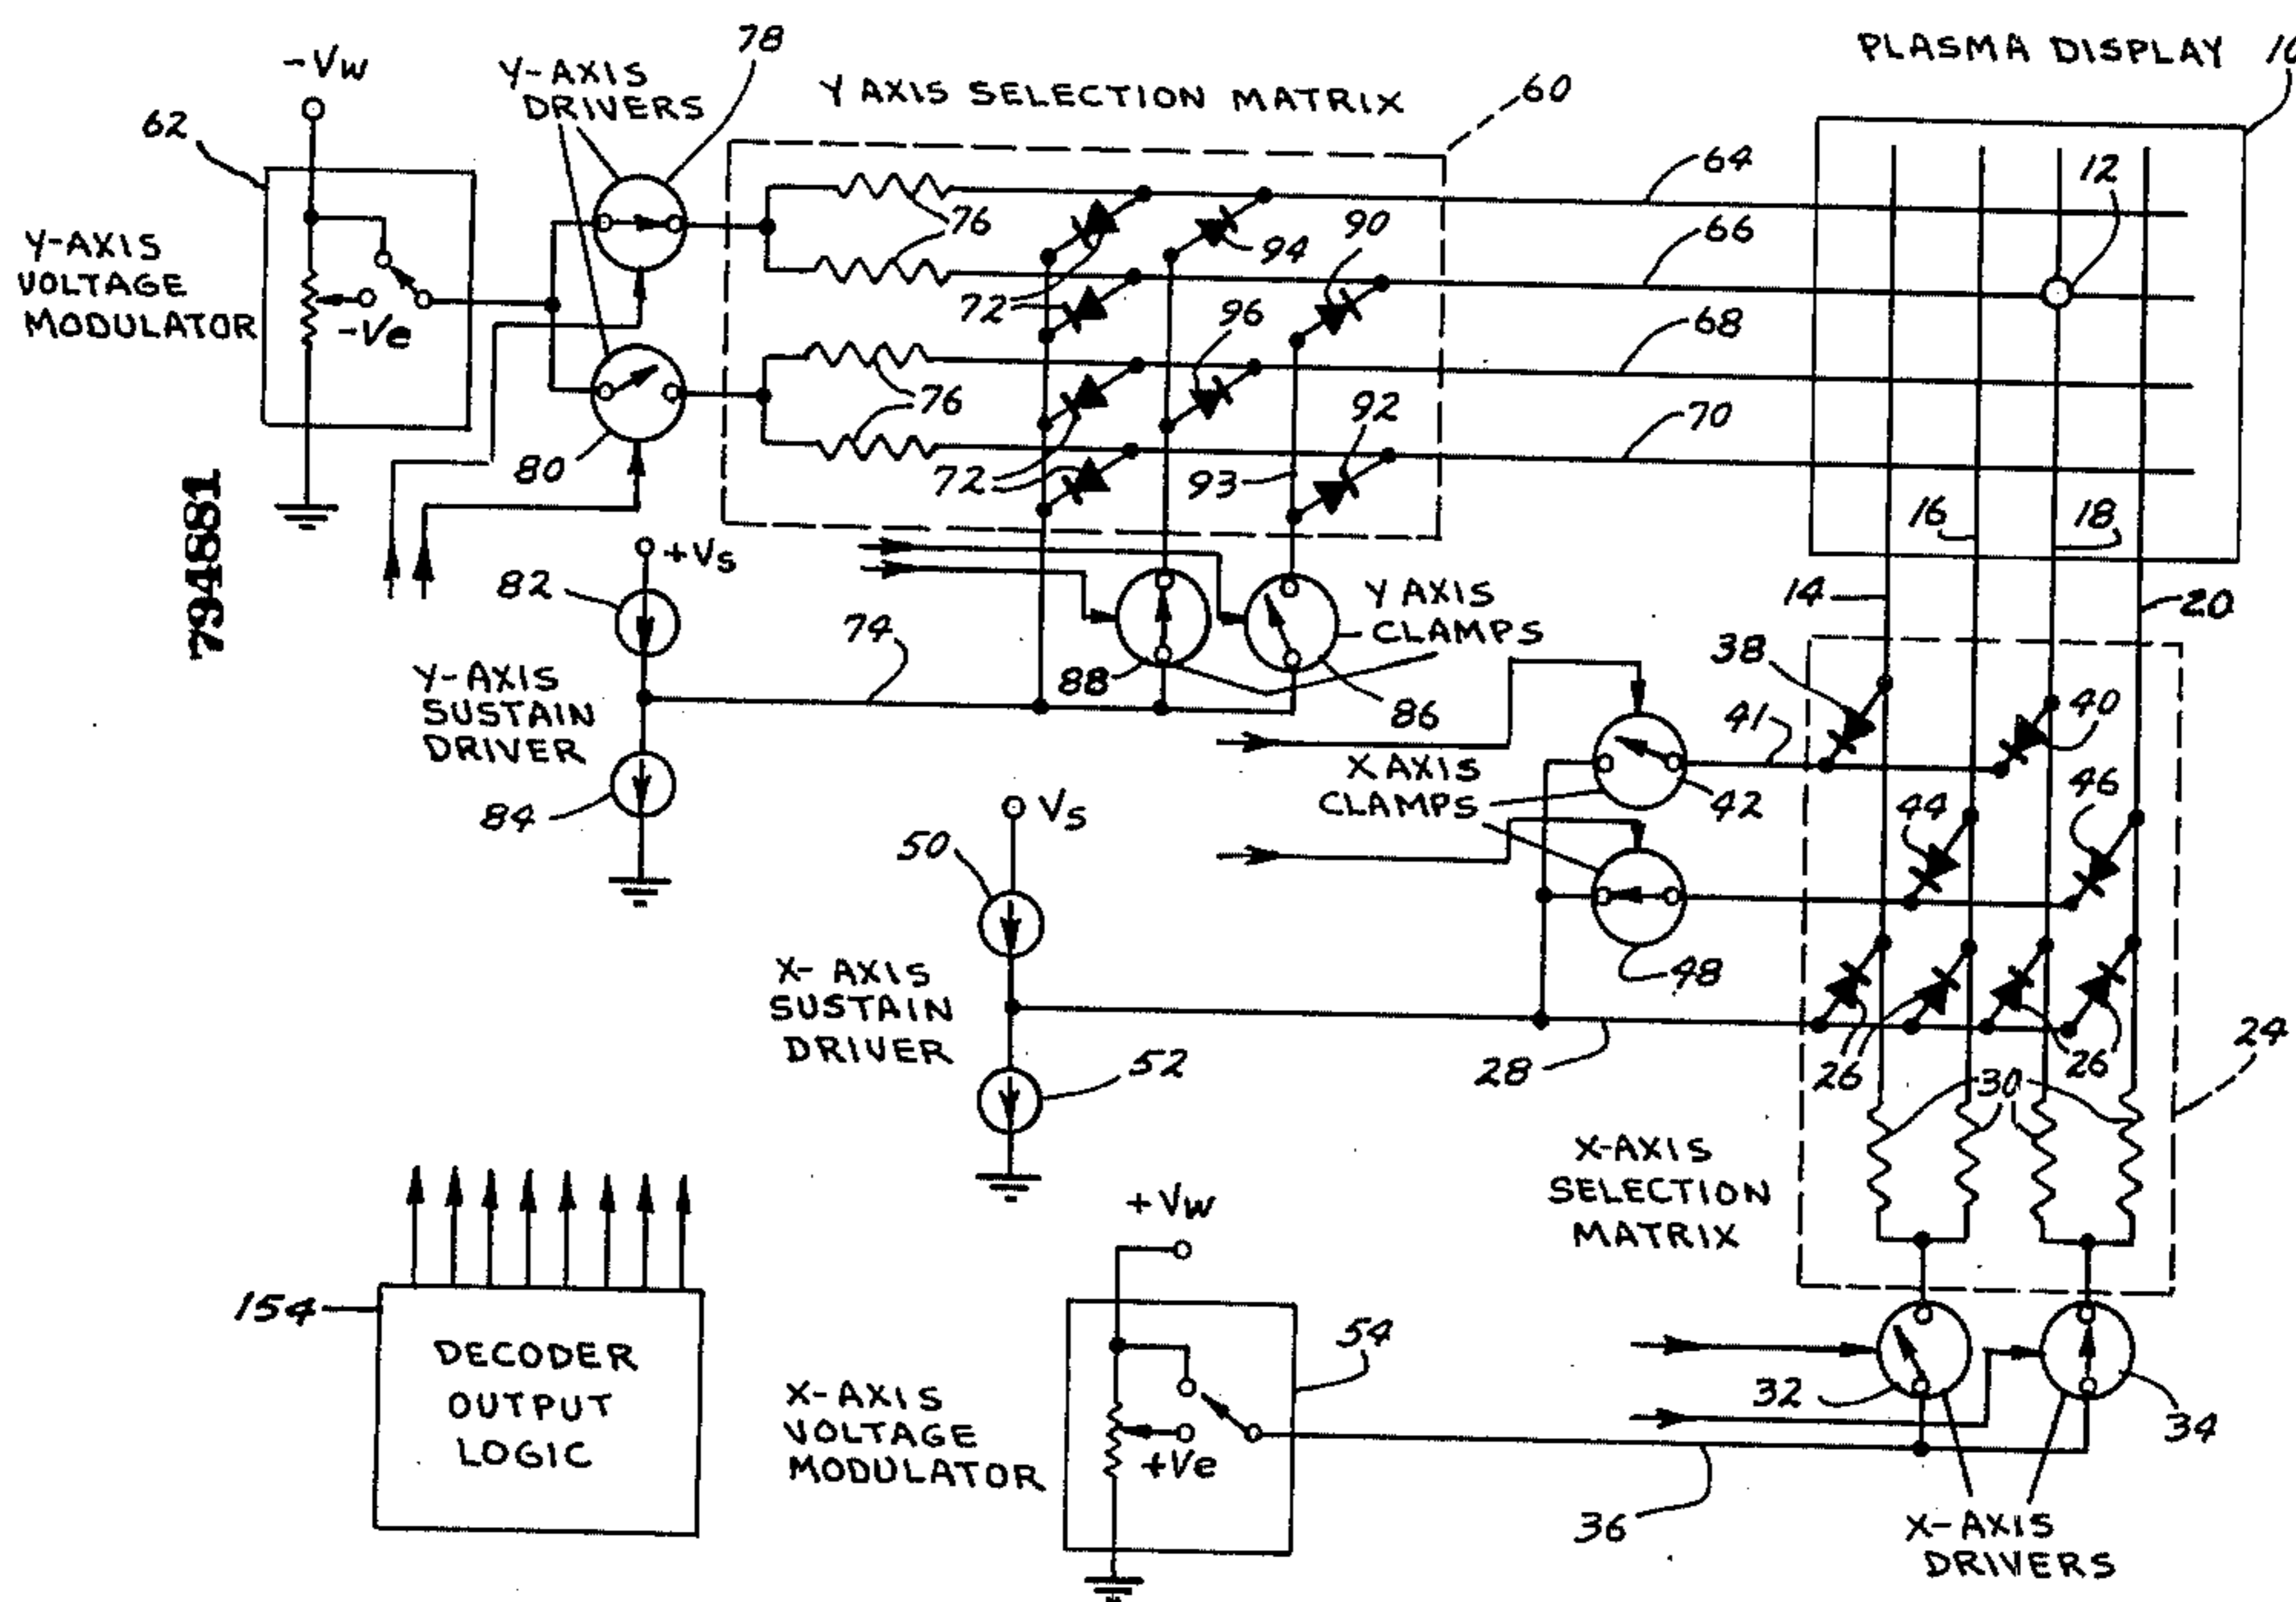 PLASMA DISPLAY
-Vw
Y-AXIS
DRIVERS
78
Y AXIS SELECTION MATRIX
60
62
64
12
76
94
90
66
Y-AXIS
VOLTAGE
MODULATOR
-Ve
72
96
68
76
92
70
80
72
93
16
18
794881
+Vs
82
14
20
Y AXIS
CLAMPS
74
88
86
38
40
Y-AXIS
SUSTAIN
DRIVER
41
X AXIS
CLAMPS
42
46
84
Vs
44
50
48
X-AXIS
SUSTAIN
DRIVER
24
28
26
26
52
30
X-AXIS
SELECTION
MATRIX
+Vw
154
DECODER
OUTPUT
LOGIC
54
X-AXIS
VOLTAGE
MODULATOR
+Ve
32
34
36
X-AXIS
DRIVERS